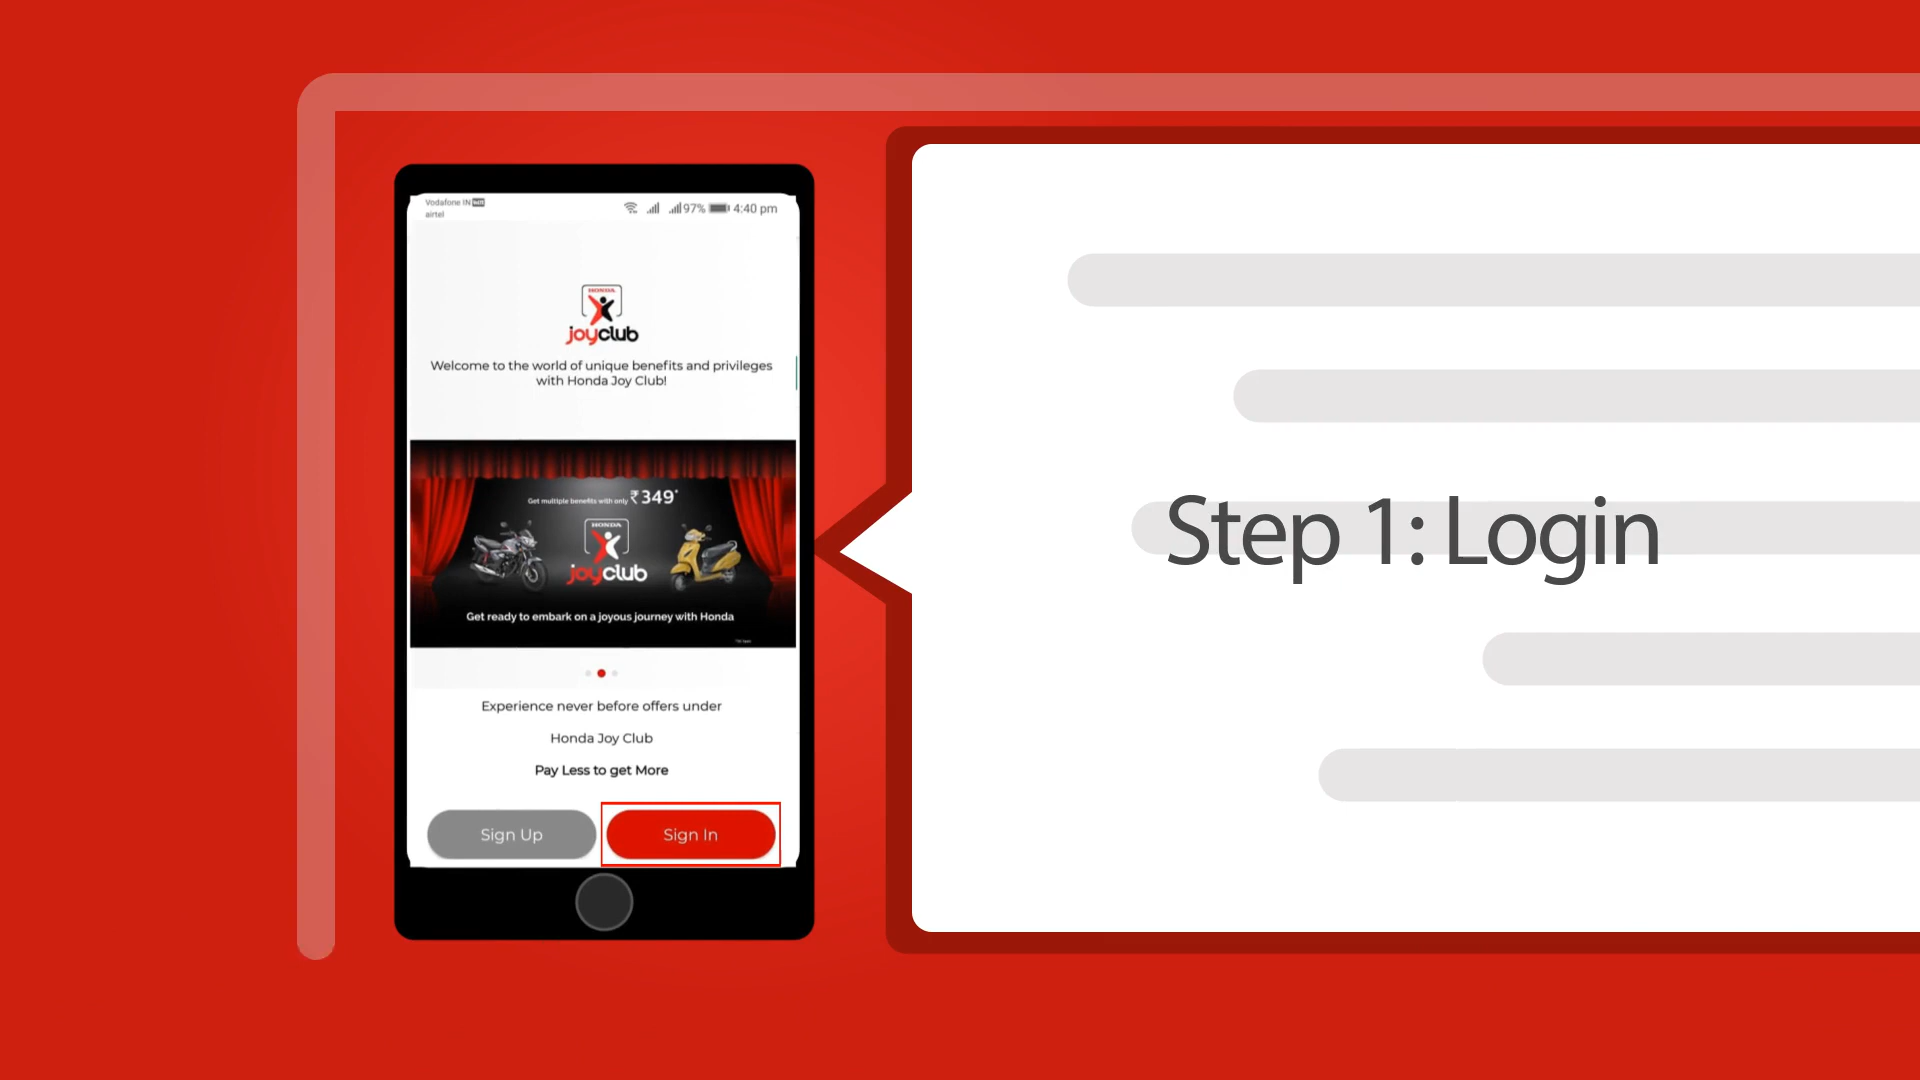 Vodafone IN
airtel
97% 4:40 pm
HONDA
joyclub
Welcome to the world of unique benefits and privileges
with Honda Joy Club!
Get multiple benefits with only ₹349*
HONDA
joyclub
Get ready to embark on a joyous journey with Honda
Experience never before offers under
Honda Joy Club
Pay Less to get More
Sign Up
Sign In
Step 1: Login